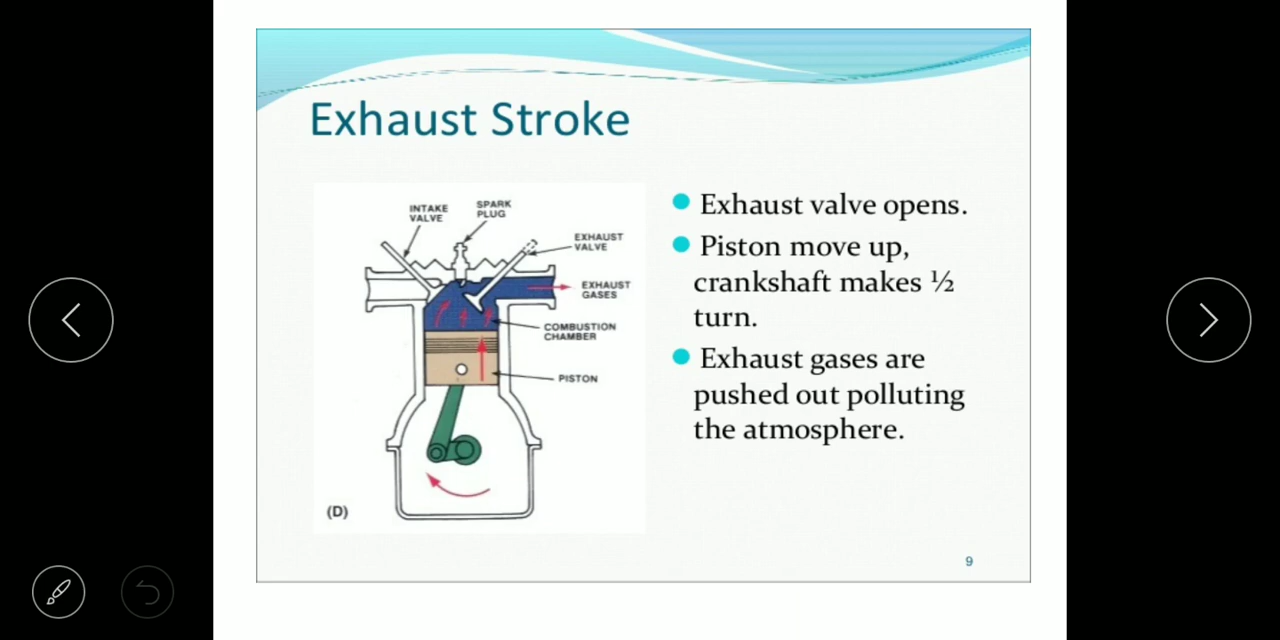 Exhaust Stroke
INTAKE
VALVE
SPARK
PLUG
EXHAUST
VALVE
EXHAUST
GASES
COMBUSTION
CHAMBER
PISTON
(D)
Exhaust valve opens.
Piston move up,
crankshaft makes ½
turn.
Exhaust gases are
pushed out polluting
the atmosphere.
9